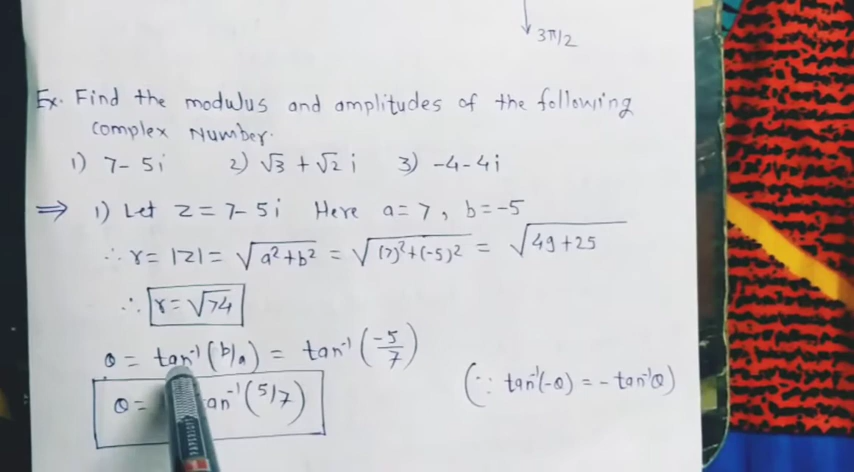 3π/2
Ex. Find the modulus and amplitudes of the following
complex Number.
1) 7-5i 2) √3 + √2 i 3) -4-4i
⇒ 1) Let z = 7-5i Here a=7, b=-5
∴ r = |z| = √(a²+b²) = √((7)²+(-5)²) = √(49+25)
∴ r = √74
θ = tan⁻¹(b/a) = tan⁻¹(-5/7)
θ = an⁻¹(5/7) (∵ tan⁻¹(-θ) = -tan⁻¹θ)